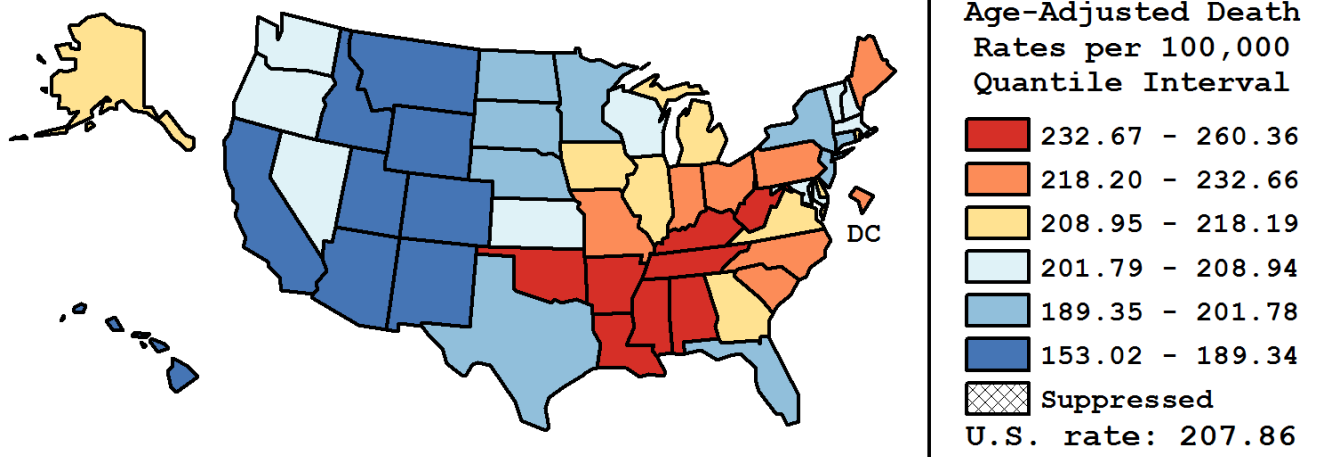 Age-Adjusted Death
Rates per 100,000
Quantile Interval
232.67 - 260.36
218.20 - 232.66
208.95 - 218.19
201.79 - 208.94
189.35 - 201.78
153.02 - 189.34
Suppressed
U.S. rate: 207.86
DC